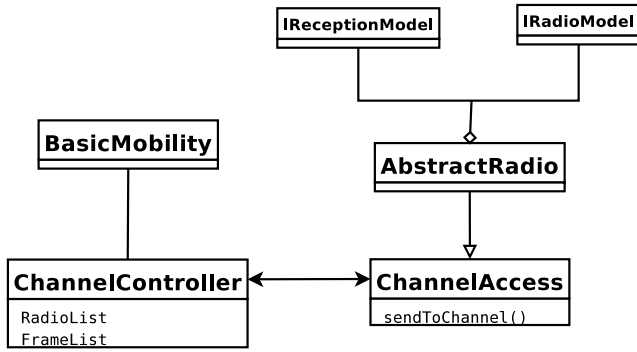 IReceptionModel
IRadioModel
BasicMobility
AbstractRadio
ChannelController
RadioList
FrameList
ChannelAccess
sendToChannel()